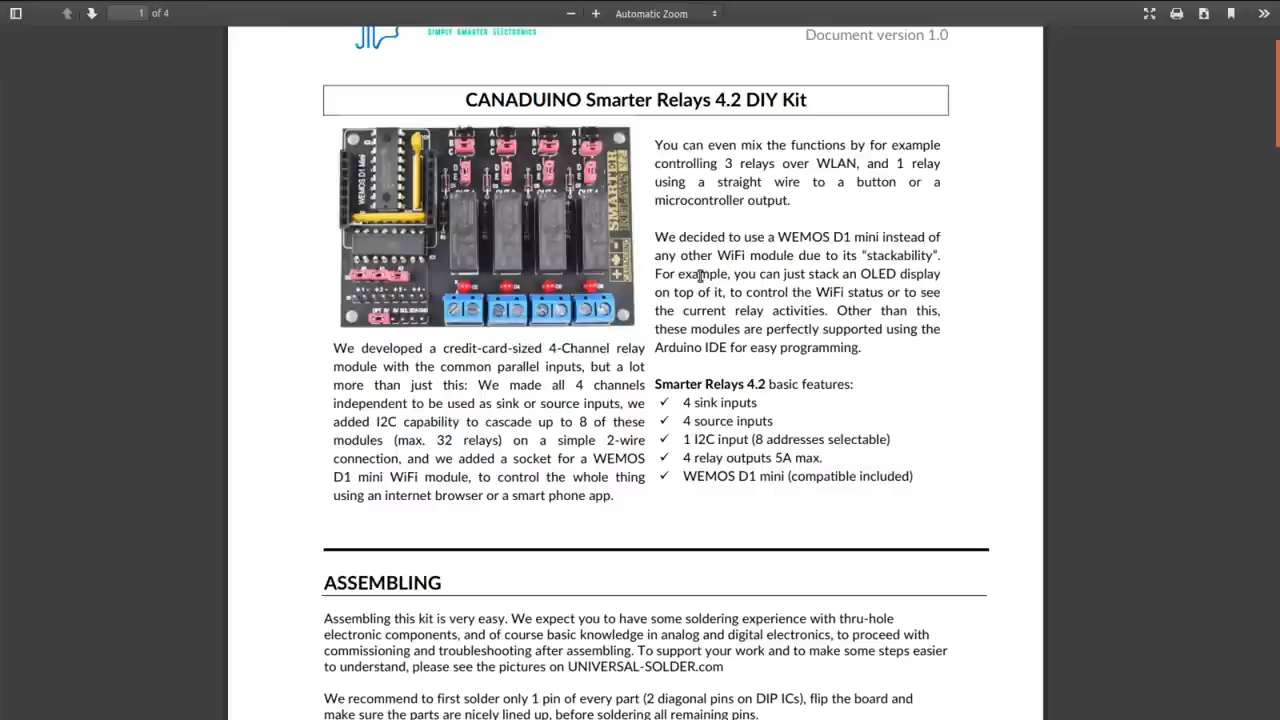 1 of 4
Automatic Zoom
SIMPLY SMARTER ELECTRONICS
Document version 1.0
CANADUINO Smarter Relays 4.2 DIY Kit
A
B
C
D
E
WEMOS D1 Mini
SMARTER
We developed a credit-card-sized 4-Channel relay
module with the common parallel inputs, but a lot
more than just this: We made all 4 channels
independent to be used as sink or source inputs, we
added I2C capability to cascade up to 8 of these
modules (max. 32 relays) on a simple 2-wire
connection, and we added a socket for a WEMOS
D1 mini WiFi module, to control the whole thing
using an internet browser or a smart phone app.
You can even mix the functions by for example
controlling 3 relays over WLAN, and 1 relay
using a straight wire to a button or a
microcontroller output.
We decided to use a WEMOS D1 mini instead of
any other WiFi module due to its “stackability”.
For example, you can just stack an OLED display
on top of it, to control the WiFi status or to see
the current relay activities. Other than this,
these modules are perfectly supported using the
Arduino IDE for easy programming.
Smarter Relays 4.2 basic features:
✓ 4 sink inputs
✓ 4 source inputs
✓ 1 I2C input (8 addresses selectable)
✓ 4 relay outputs 5A max.
✓ WEMOS D1 mini (compatible included)
ASSEMBLING
Assembling this kit is very easy. We expect you to have some soldering experience with thru-hole
electronic components, and of course basic knowledge in analog and digital electronics, to proceed with
commissioning and troubleshooting after assembling. To support your work and to make some steps easier
to understand, please see the pictures on UNIVERSAL-SOLDER.com
We recommend to first solder only 1 pin of every part (2 diagonal pins on DIP ICs), flip the board and
make sure the parts are nicely lined up, before soldering all remaining pins.